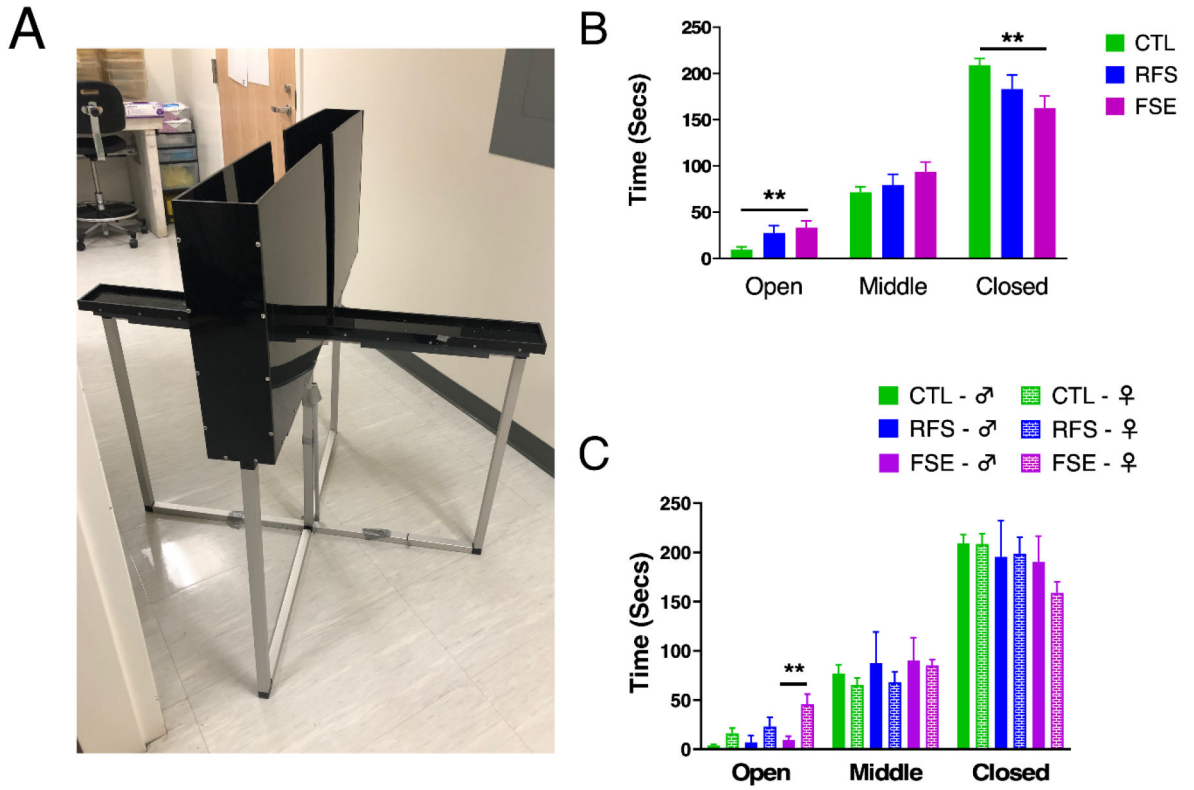 A
B
CTL
RFS
FSE
Time (Secs)
250
200
150
100
50
0
**
**
Open
Middle
Closed
C
CTL - ♂
CTL - ♀
RFS - ♂
RFS - ♀
FSE - ♂
FSE - ♀
Time (Secs)
250
200
150
100
50
0
**
Open
Middle
Closed